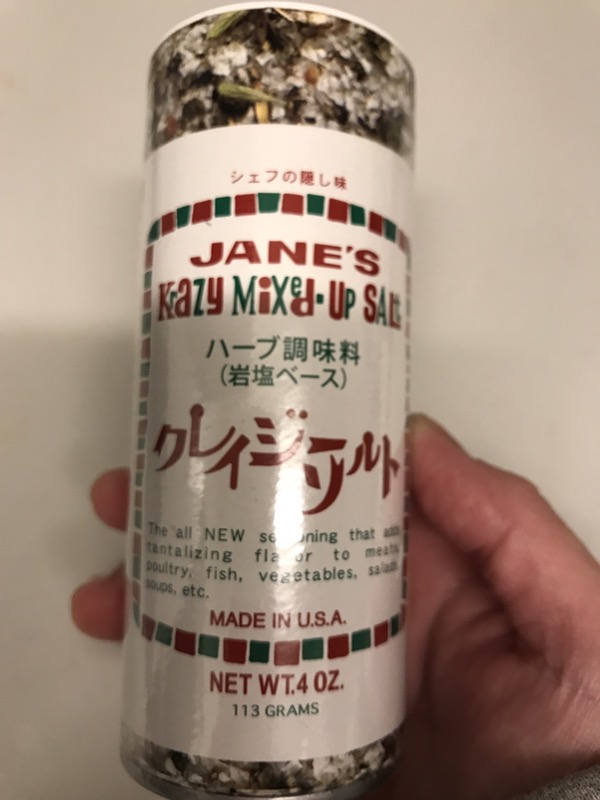 シェフの隠し味
JANE'S
Krazy Mixed-Up SALT
ハーブ調味料
(岩塩ベース)
クレイジーソルト
The all NEW seasoning that adds
tantalizing flavor to meats,
poultry, fish, vegetables, salads,
soups, etc.
MADE IN U.S.A.
NET WT.4 OZ.
113 GRAMS